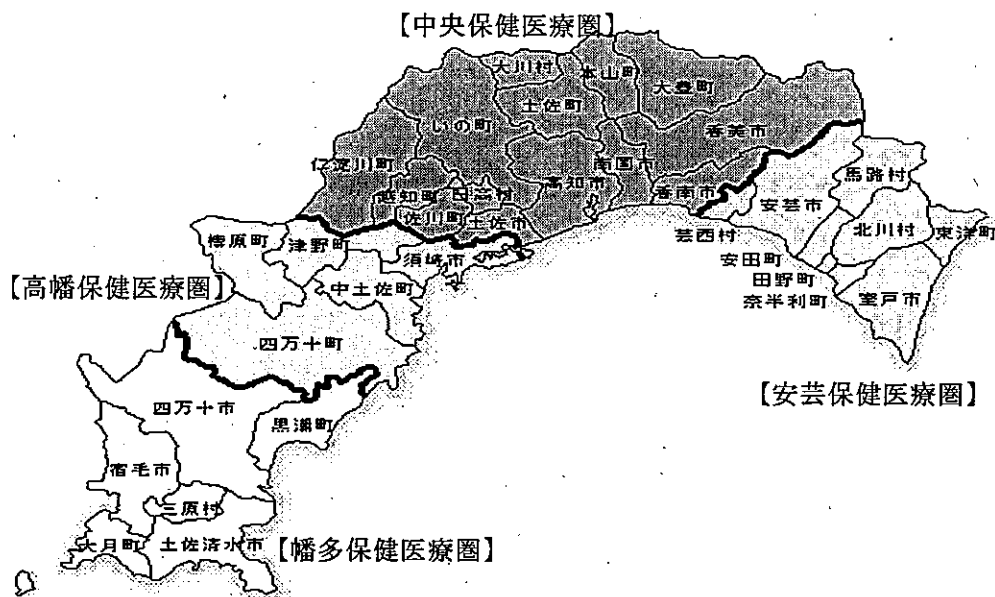 【中央保健医療圏】
大川村
本山町
大豊町
土佐町
いの町
香美市
仁淀川町
南国市
高知市
越知町
日高村
香南市
佐川町
土佐市
馬路村
安芸市
北川村
東洋町
芸西村
安田町
田野町
奈半利町
室戸市
【安芸保健医療圏】
梼原町
津野町
須崎市
中土佐町
【高幡保健医療圏】
四万十町
四万十市
黒潮町
宿毛市
三原村
大月町
土佐清水市
【幡多保健医療圏】